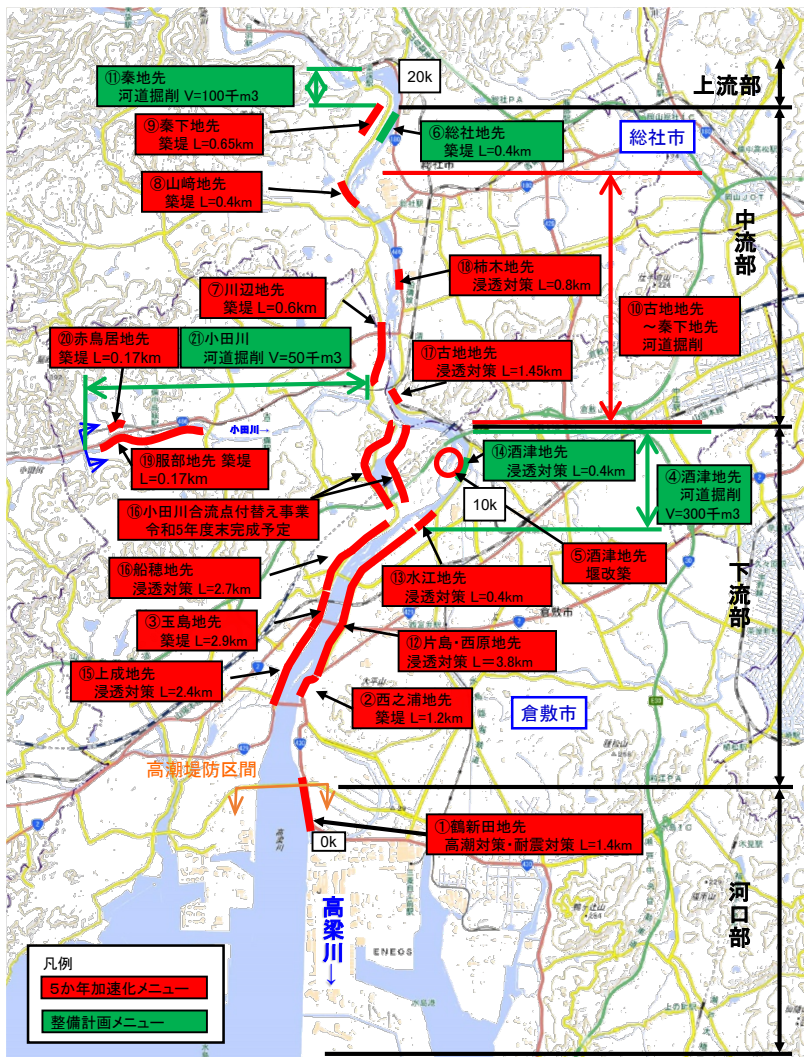 ⑪秦地先
河道掘削 V=100千m3
20k
上流部
⑨秦下地先
築堤 L=0.65km
⑥総社地先
築堤 L=0.4km
総社市
⑧山﨑地先
築堤 L=0.4km
中流部
⑱柿木地先
浸透対策 L=0.8km
⑦川辺地先
築堤 L=0.6km
⑩古地地先
～秦下地先
河道掘削
⑳赤鳥居地先
築堤 L=0.17km
㉑小田川
河道掘削 V=50千m3
⑰古地地先
浸透対策 L=1.45km
小田川→
小田川
⑲服部地先 築堤
L=0.17km
⑭酒津地先
浸透対策 L=0.4km
④酒津地先
河道掘削
V=300千m3
10k
⑯小田川合流点付替え事業
令和5年度末完成予定
⑤酒津地先
堰改築
⑯船穂地先
浸透対策 L=2.7km
⑬水江地先
浸透対策 L=0.4km
下流部
倉敷市
③玉島地先
築堤 L=2.9km
⑫片島・西原地先
浸透対策 L＝3.8km
⑮上成地先
浸透対策 L=2.4km
②西之浦地先
築堤 L=1.2km
倉敷市
高潮堤防区間
①鶴新田地先
高潮対策・耐震対策 L=1.4km
0k
高梁川
河口部
高梁川→
ENEOS
水島港
凡例
５か年加速化メニュー
整備計画メニュー